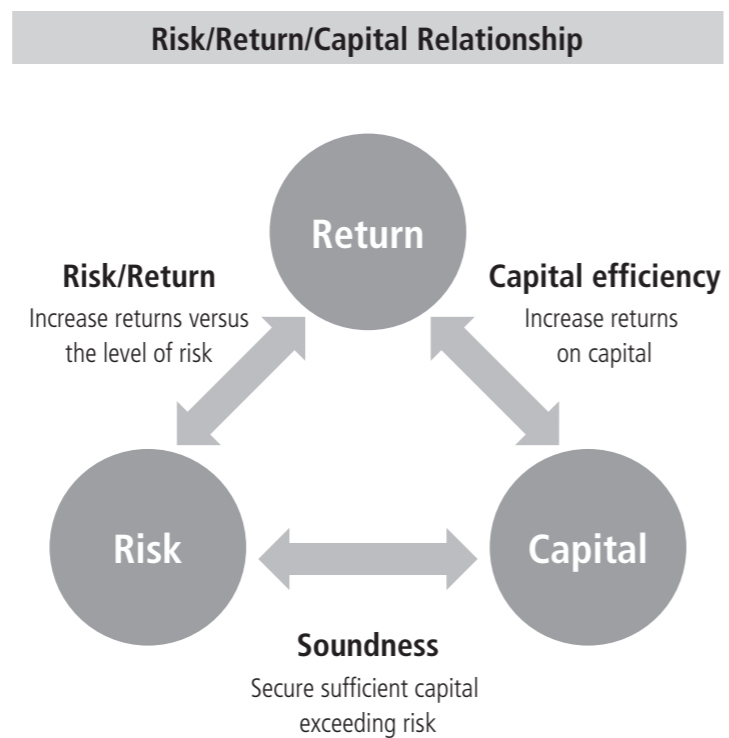 Risk/Return/Capital Relationship
Return
Risk/Return
Increase returns versus
the level of risk
Capital efficiency
Increase returns
on capital
Risk
Capital
Soundness
Secure sufficient capital
exceeding risk